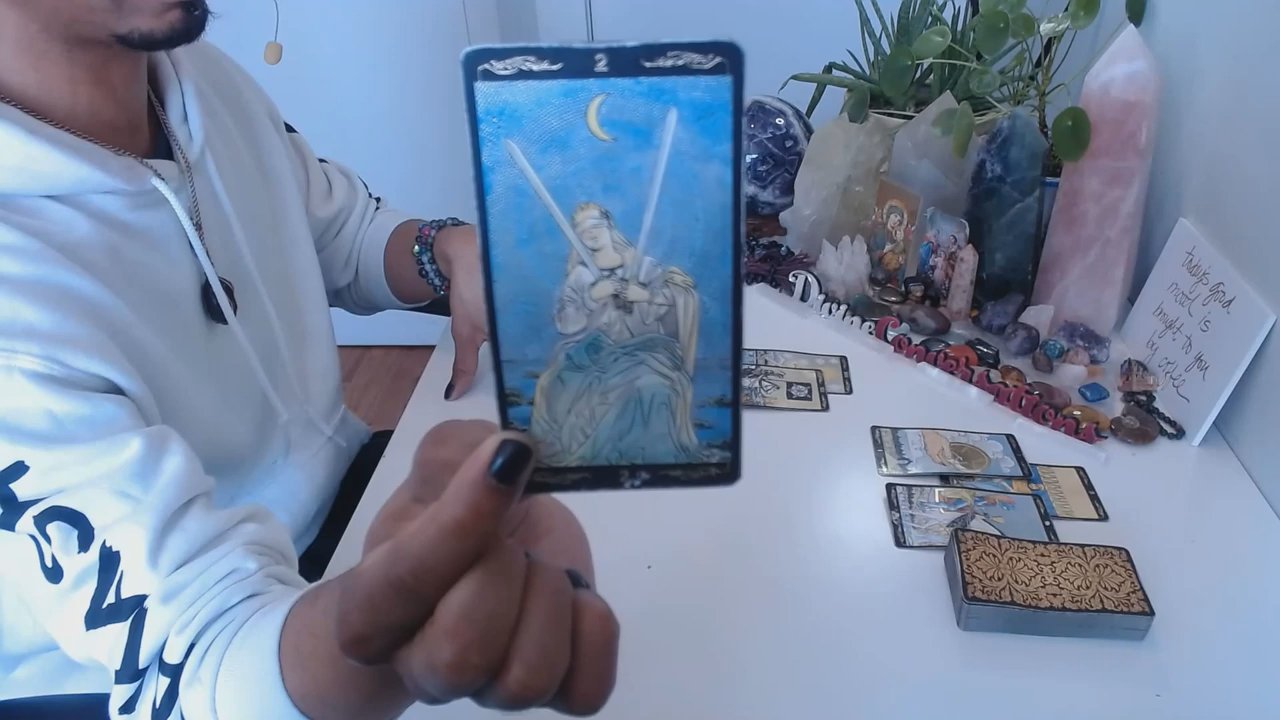 2
Divine Conversations
today's good
mood is
brought to you
by coffee